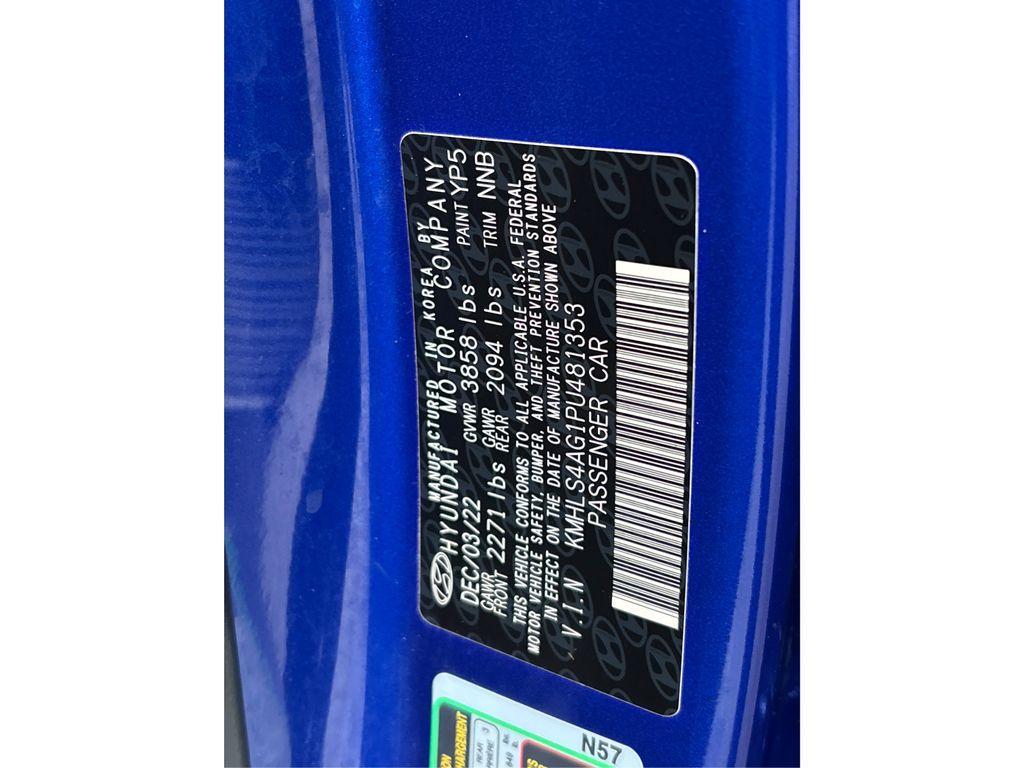 MANUFACTURED IN KOREA BY
HYUNDAI MOTOR COMPANY
DEC/03/22 GVWR 3858 lbs PAINT YP5
GAWR FRONT 2271 lbs GAWR REAR 2094 lbs TRIM NNB
THIS VEHICLE CONFORMS TO ALL APPLICABLE U.S.A. FEDERAL
MOTOR VEHICLE SAFETY, BUMPER, AND THEFT PREVENTION STANDARDS
IN EFFECT ON THE DATE OF MANUFACTURE SHOWN ABOVE
V.I.N KMHLS4AG1PU481353
PASSENGER CAR
REAR 3
N57